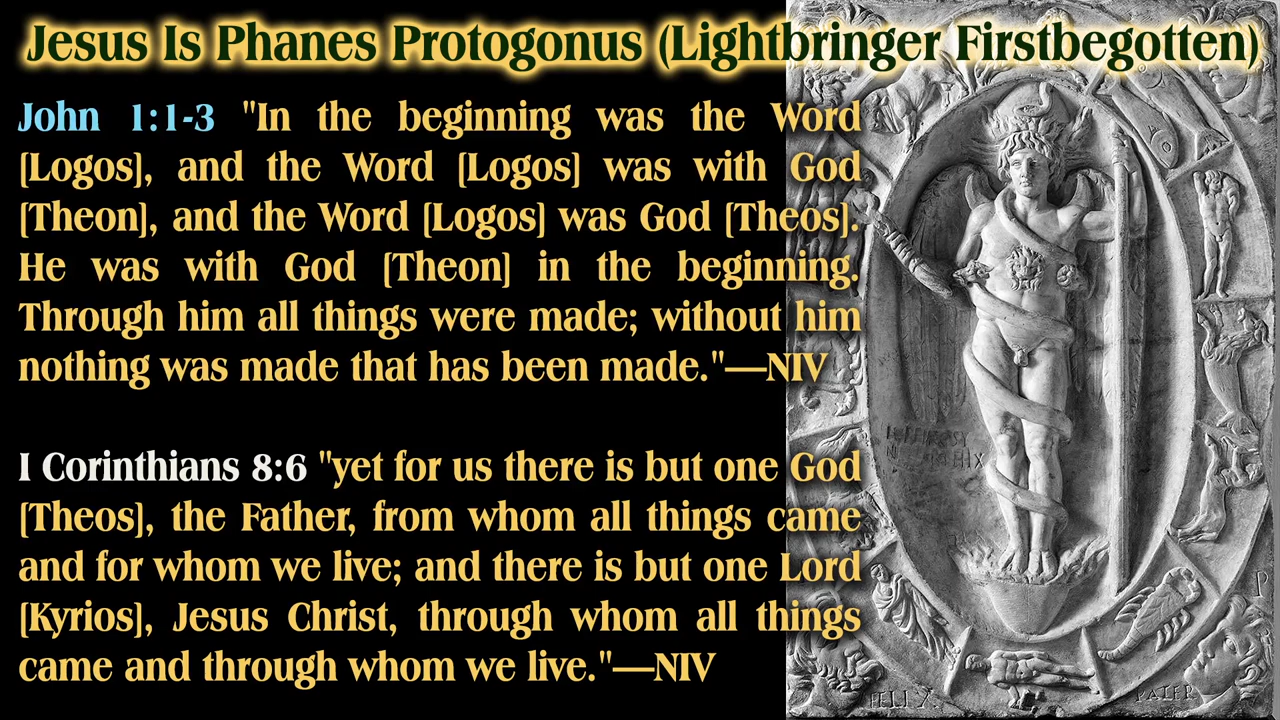 Jesus Is Phanes Protogonus (Lightbringer Firstbegotten)
John 1:1-3 "In the beginning was the Word
[Logos], and the Word [Logos] was with God
[Theon], and the Word [Logos] was God [Theos].
He was with God [Theon] in the beginning.
Through him all things were made; without him
nothing was made that has been made."—NIV
I Corinthians 8:6 "yet for us there is but one God
[Theos], the Father, from whom all things came
and for whom we live; and there is but one Lord
[Kyrios], Jesus Christ, through whom all things
came and through whom we live."—NIV
FELIX
PATER